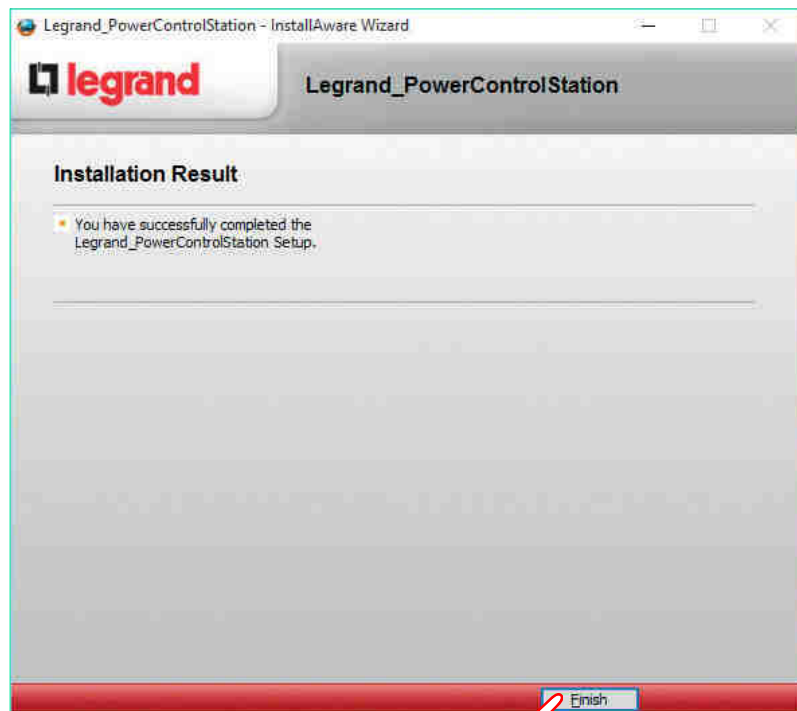 Legrand_PowerControlStation - InstallAware Wizard
legrand
Legrand_PowerControlStation
Installation Result
You have successfully completed the
Legrand_PowerControlStation Setup.
Finish